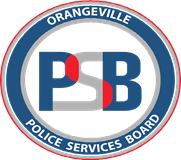 ORANGEVILLE
PSB
POLICE SERVICES BOARD